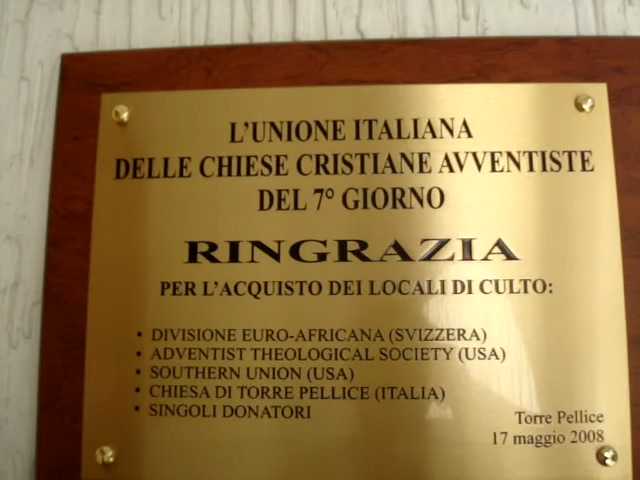 L'UNIONE ITALIANA
DELLE CHIESE CRISTIANE AVVENTISTE
DEL 7° GIORNO
RINGRAZIA
PER L'ACQUISTO DEI LOCALI DI CULTO:
• DIVISIONE EURO-AFRICANA (SVIZZERA)
• ADVENTIST THEOLOGICAL SOCIETY (USA)
• SOUTHERN UNION (USA)
• CHIESA DI TORRE PELLICE (ITALIA)
• SINGOLI DONATORI
Torre Pellice
17 maggio 2008